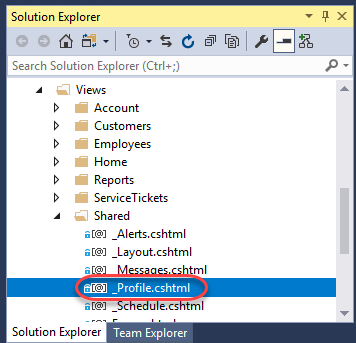 Solution Explorer
Search Solution Explorer (Ctrl+;)
Views
Account
Customers
Employees
Home
Reports
ServiceTickets
Shared
[@] _Alerts.cshtml
[@] _Layout.cshtml
[@] _Messages.cshtml
[@] _Profile.cshtml
[@] _Schedule.cshtml
Solution Explorer Team Explorer